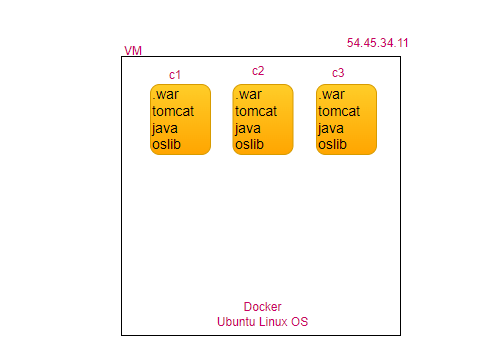 54.45.34.11
VM
c1
c2
c3
.war
tomcat
java
oslib
.war
tomcat
java
oslib
.war
tomcat
java
oslib
Docker
Ubuntu Linux OS